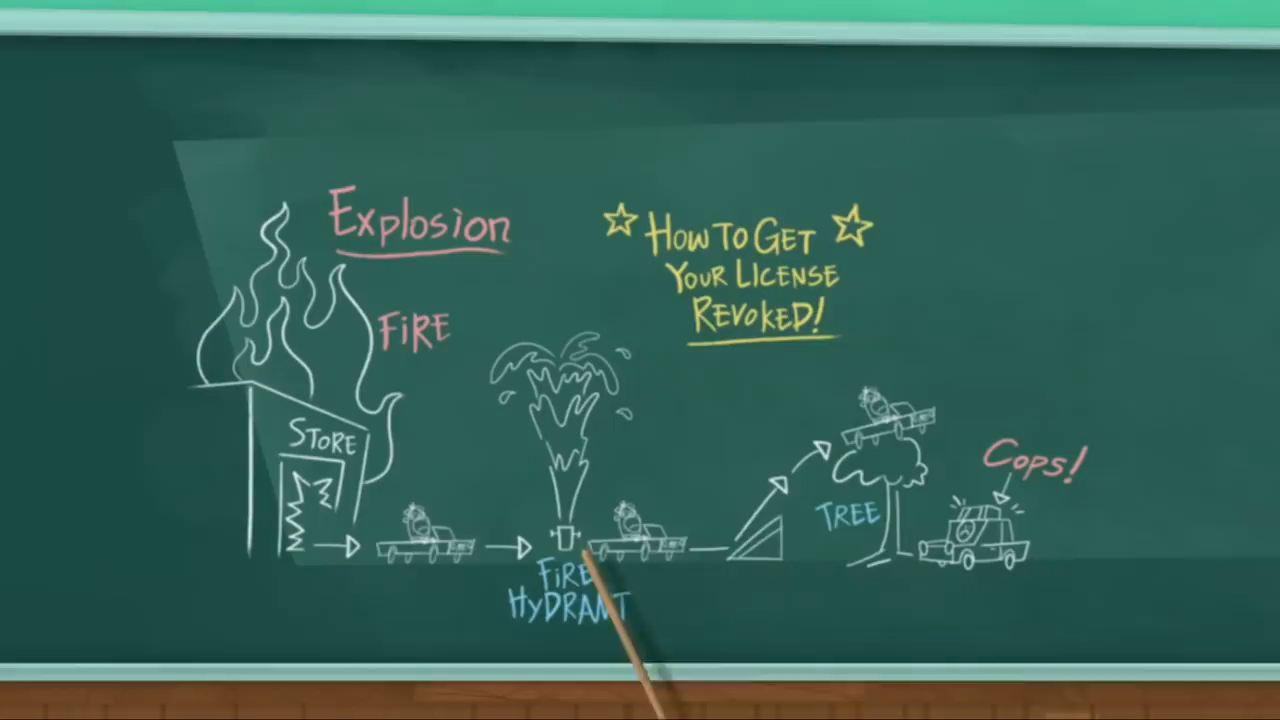 Explosion
FiRE
HOW TO GET
YOUR LICENSE
REVOKED!
STORE
FiRE
HyDRANT
TREE
Cops!